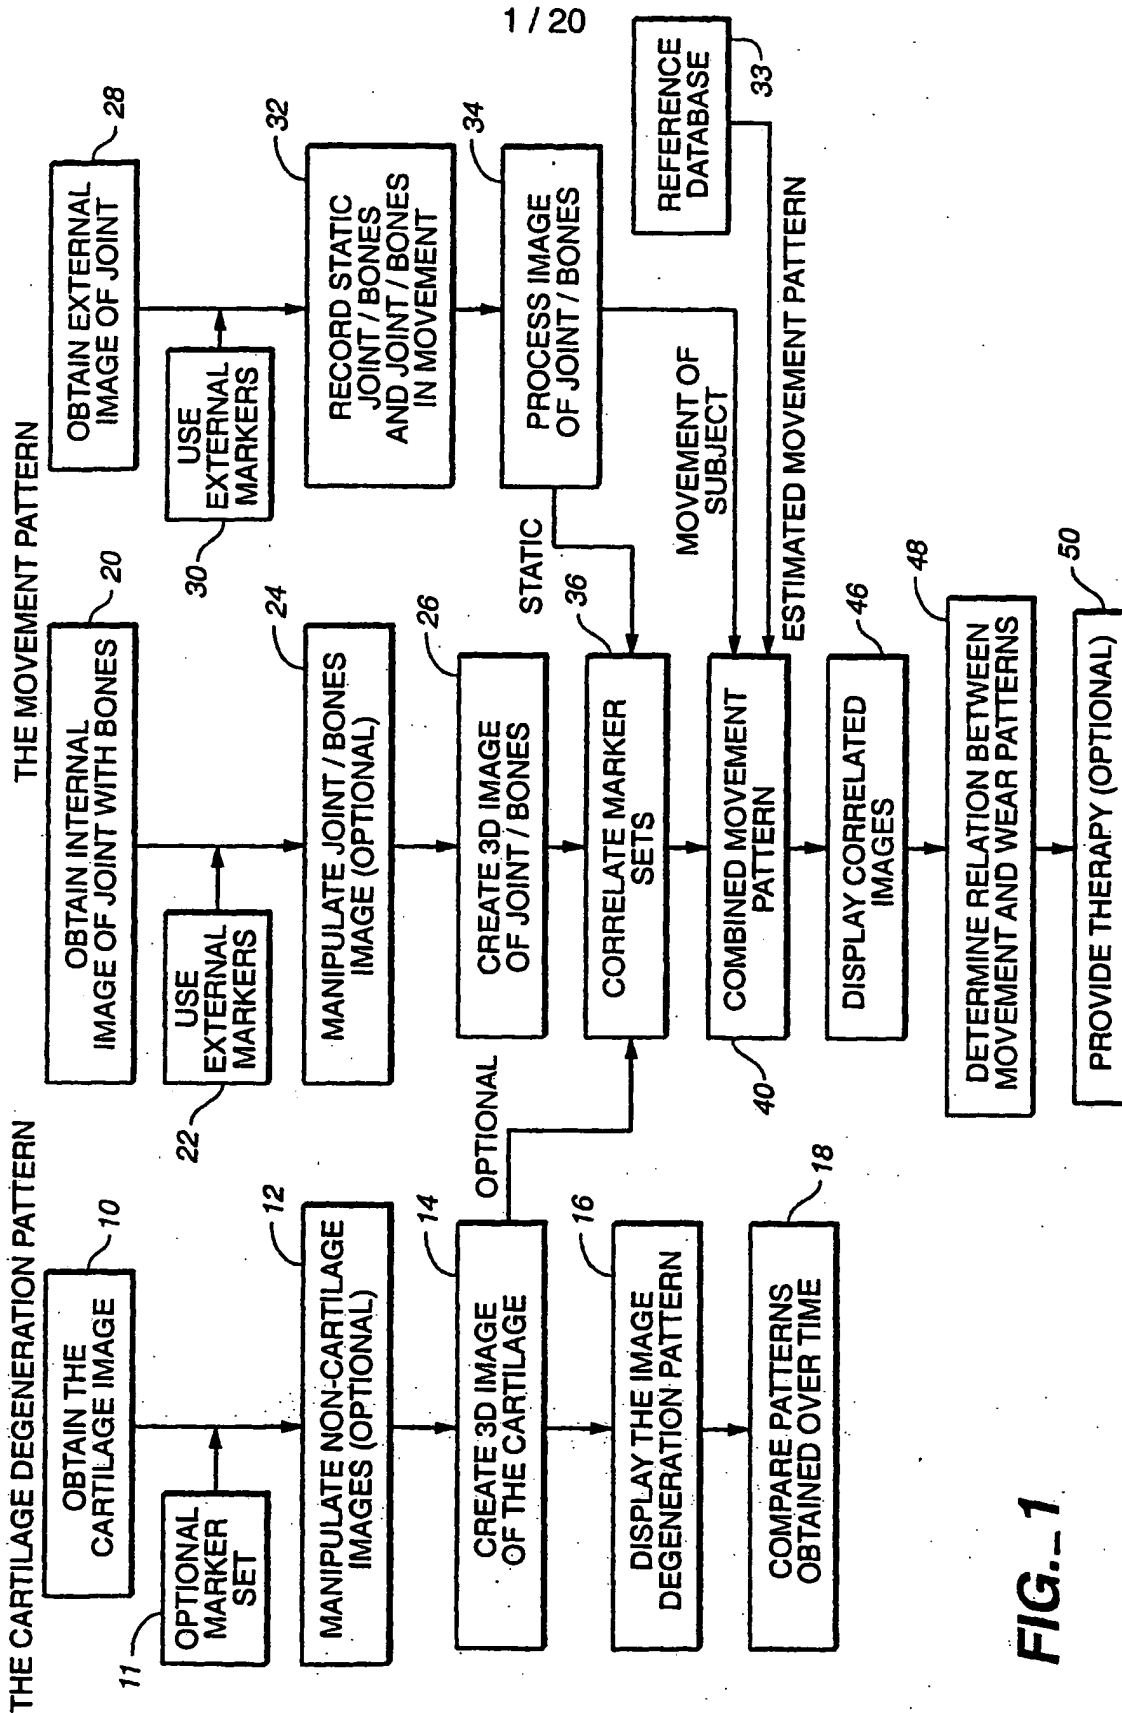 1 / 20
THE CARTILAGE DEGENERATION PATTERN
10
OBTAIN THE
CARTILAGE IMAGE
11
OPTIONAL
MARKER
SET
12
MANIPULATE NON-CARTILAGE
IMAGES (OPTIONAL)
14
CREATE 3D IMAGE
OF THE CARTILAGE
OPTIONAL
16
DISPLAY THE IMAGE
DEGENERATION PATTERN
18
COMPARE PATTERNS
OBTAINED OVER TIME
THE MOVEMENT PATTERN
20
OBTAIN INTERNAL
IMAGE OF JOINT WITH BONES
22
USE
EXTERNAL
MARKERS
24
MANIPULATE JOINT / BONES
IMAGE (OPTIONAL)
26
CREATE 3D IMAGE
OF JOINT / BONES
36
CORRELATE MARKER
SETS
40
COMBINED MOVEMENT
PATTERN
46
DISPLAY CORRELATED
IMAGES
48
DETERMINE RELATION BETWEEN
MOVEMENT AND WEAR PATTERNS
50
PROVIDE THERAPY (OPTIONAL)
28
OBTAIN EXTERNAL
IMAGE OF JOINT
30
USE
EXTERNAL
MARKERS
32
RECORD STATIC
JOINT / BONES
AND JOINT / BONES
IN MOVEMENT
34
PROCESS IMAGE
OF JOINT / BONES
STATIC
MOVEMENT OF
SUBJECT
33
REFERENCE
DATABASE
ESTIMATED MOVEMENT PATTERN
FIG._1